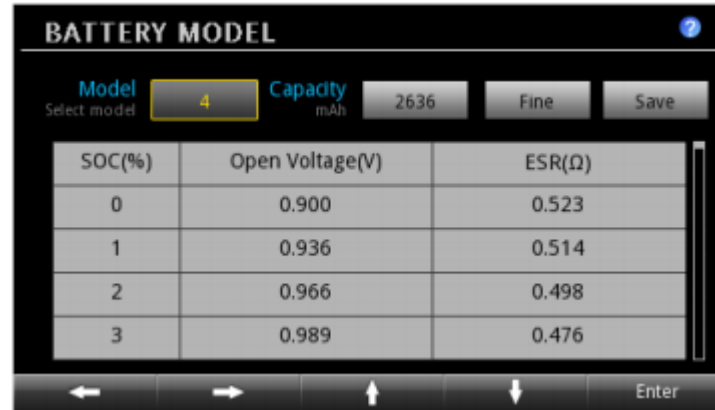 BATTERY MODEL ?
Model 4 Capacity 2636 Fine Save
Select model mAh
SOC(%) Open Voltage(V) ESR(Ω)
0 0.900 0.523
1 0.936 0.514
2 0.966 0.498
3 0.989 0.476
Enter